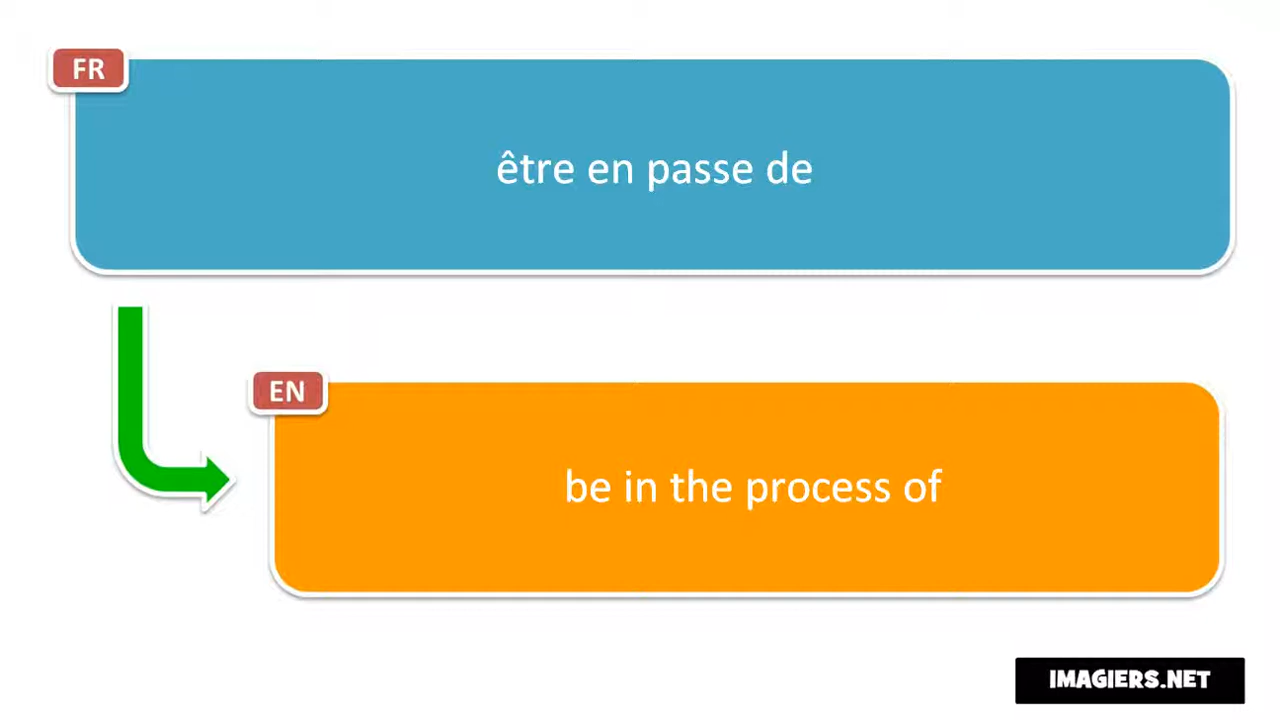 FR
être en passe de
EN
be in the process of
IMAGIERS.NET